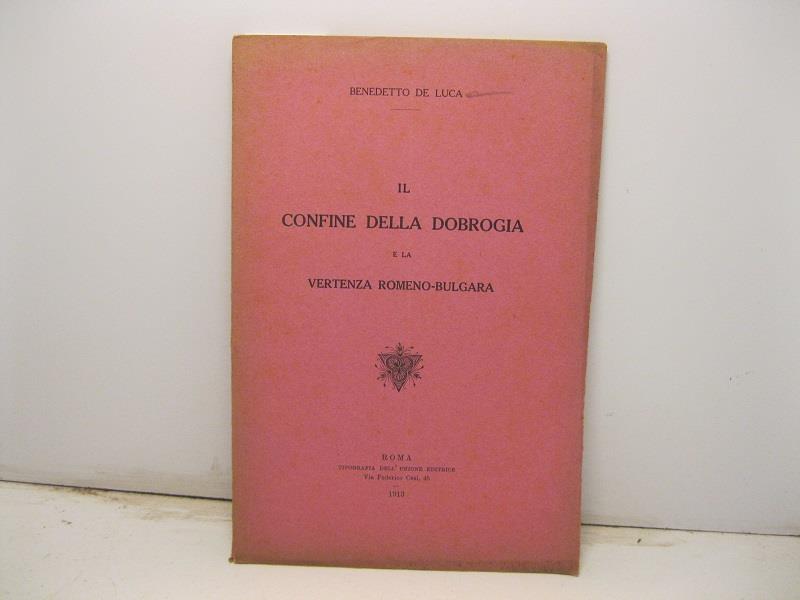 BENEDETTO DE LUCA
IL
CONFINE DELLA DOBROGIA
E LA
VERTENZA ROMENO-BULGARA
ROMA
TIPOGRAFIA DELL' UNIONE EDITRICE
Via Federico Cesi, 45
1913